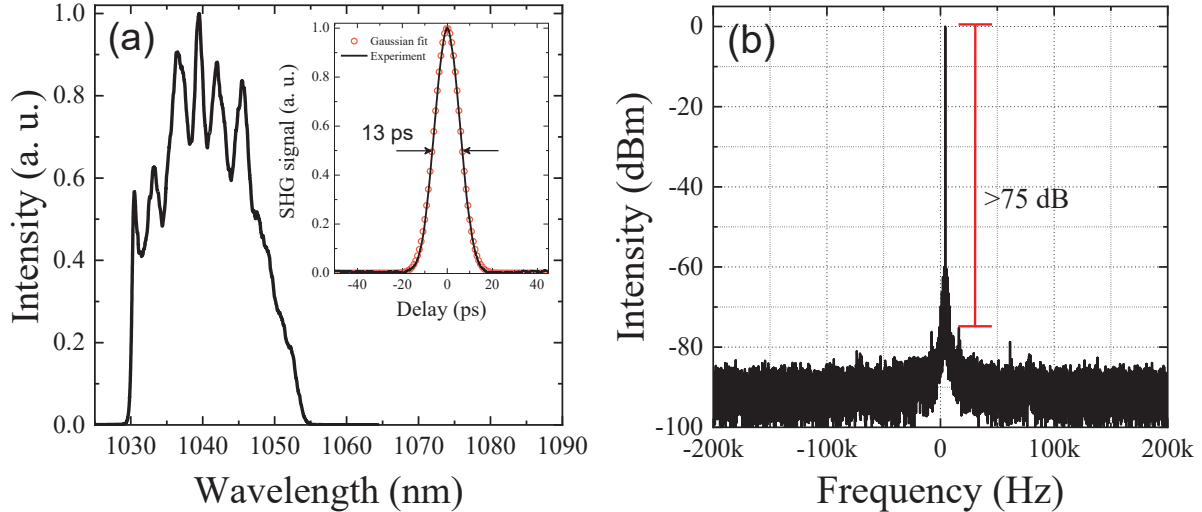 (a)
Intensity (a. u.)
1.0
0.8
0.6
0.4
0.2
0.0
1030 1040 1050 1060 1070 1080 1090
Wavelength (nm)
SHG signal (a. u.)
1.0
0.8
0.6
0.4
0.2
0.0
Gaussian fit
Experiment
13 ps
-40 -20 0 20 40
Delay (ps)
(b)
Intensity (dBm)
0
-20
-40
-60
-80
-100
>75 dB
-200k -100k 0 100k 200k
Frequency (Hz)